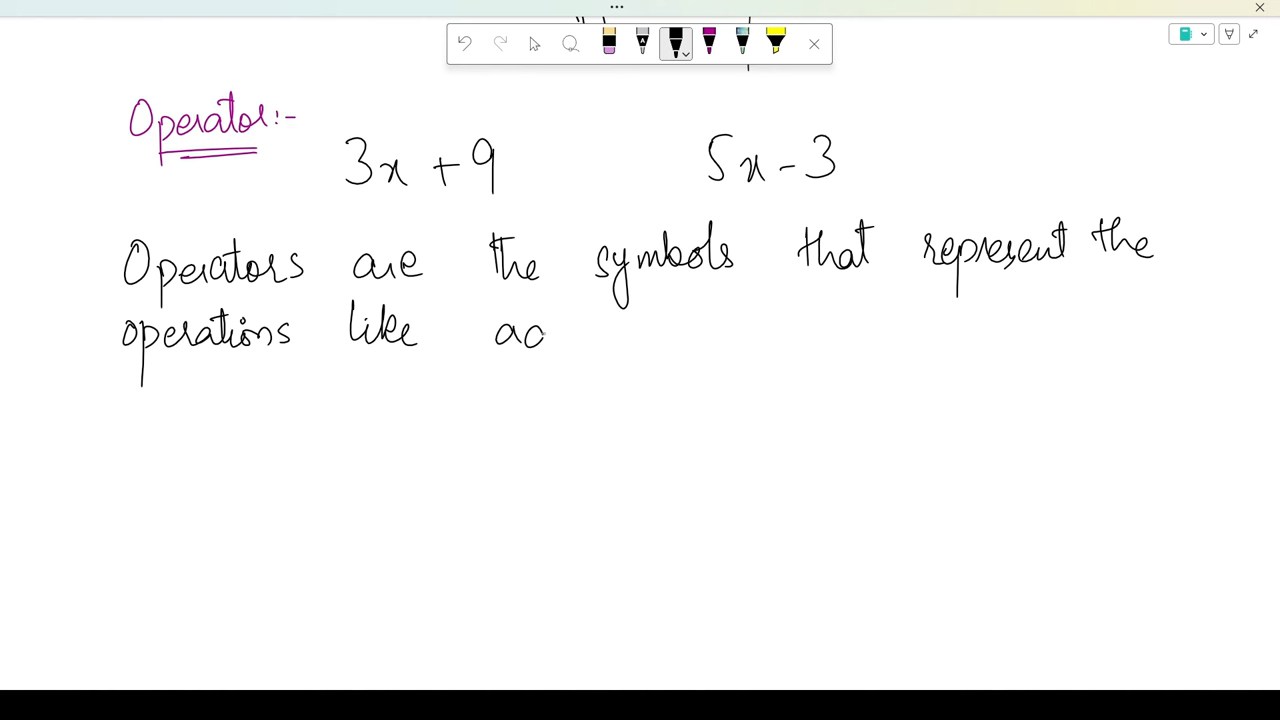 Operator:-
3x + 9 5x - 3
Operators are the symbols that represent the
operations like